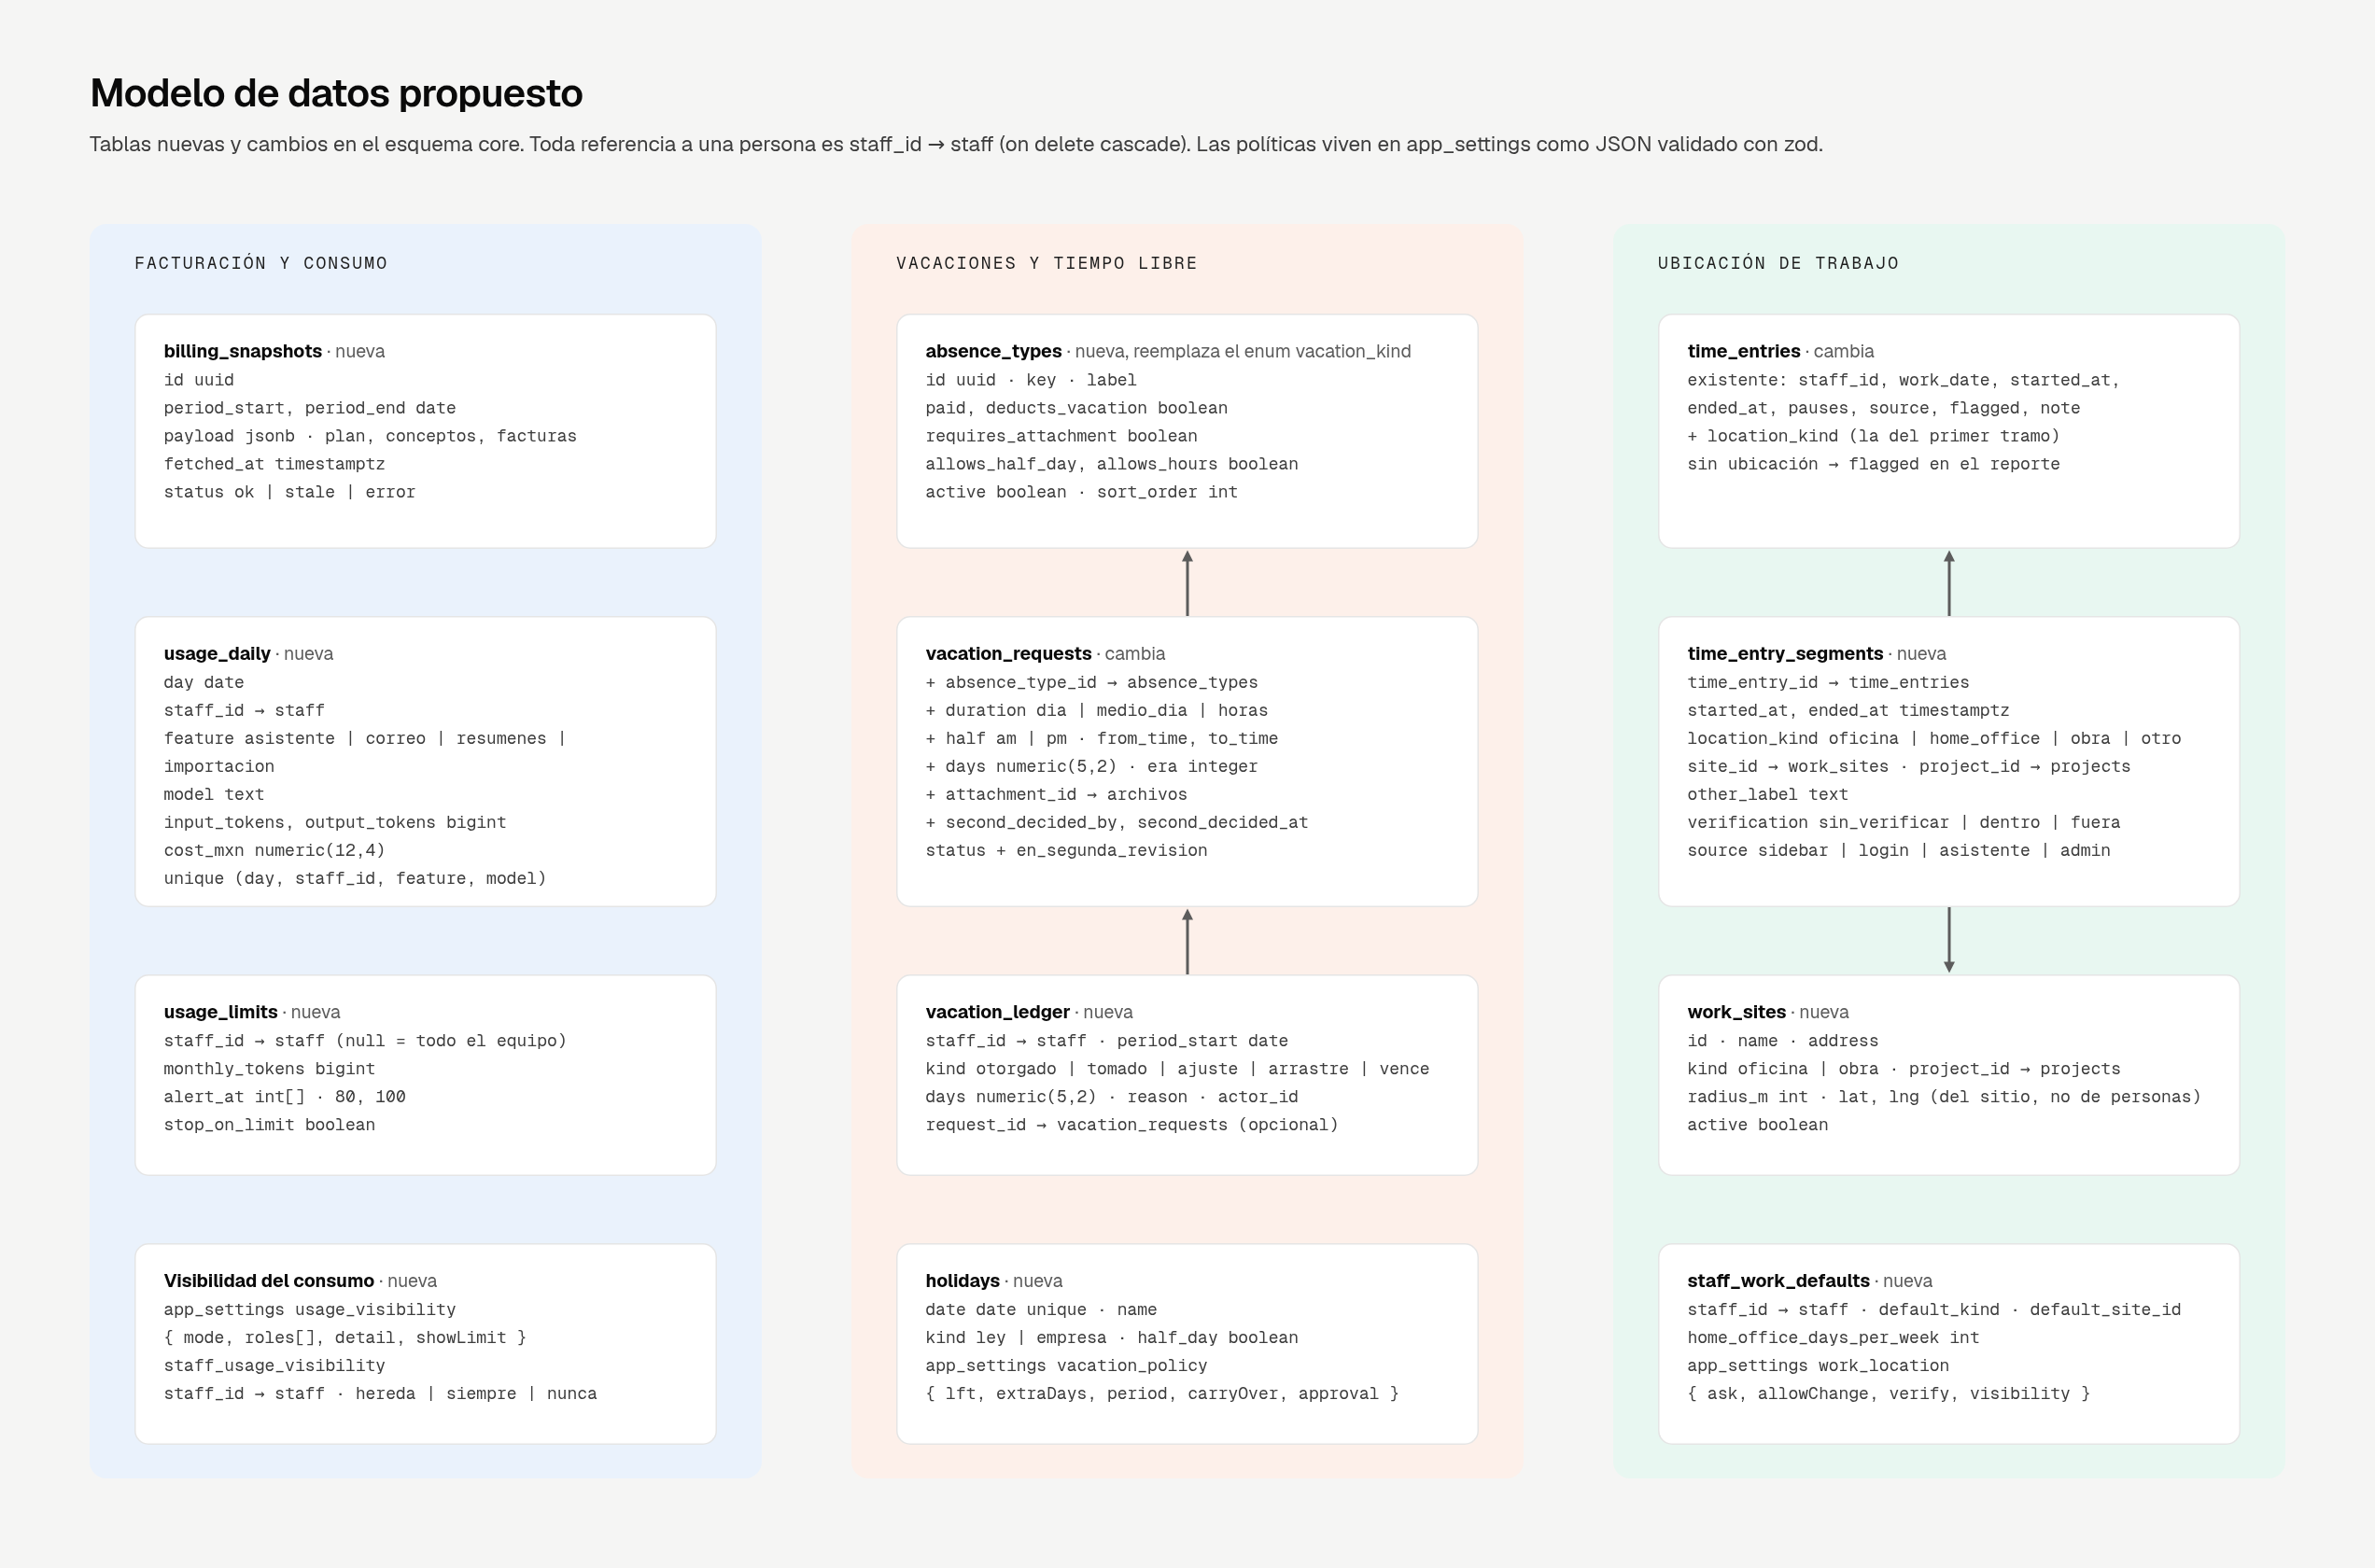 Modelo de datos propuesto
Tablas nuevas y cambios en el esquema core. Toda referencia a una persona es staff_id → staff (on delete cascade). Las políticas viven en app_settings como JSON validado con zod.
FACTURACIÓN Y CONSUMO
billing_snapshots · nueva
id uuid
period_start, period_end date
payload jsonb · plan, conceptos, facturas
fetched_at timestamptz
status ok | stale | error
usage_daily · nueva
day date
staff_id → staff
feature asistente | correo | resumenes |
importacion
model text
input_tokens, output_tokens bigint
cost_mxn numeric(12,4)
unique (day, staff_id, feature, model)
usage_limits · nueva
staff_id → staff (null = todo el equipo)
monthly_tokens bigint
alert_at int[] · 80, 100
stop_on_limit boolean
Visibilidad del consumo · nueva
app_settings usage_visibility
{ mode, roles[], detail, showLimit }
staff_usage_visibility
staff_id → staff · hereda | siempre | nunca
VACACIONES Y TIEMPO LIBRE
absence_types · nueva, reemplaza el enum vacation_kind
id uuid · key · label
paid, deducts_vacation boolean
requires_attachment boolean
allows_half_day, allows_hours boolean
active boolean · sort_order int
vacation_requests · cambia
+ absence_type_id → absence_types
+ duration dia | medio_dia | horas
+ half am | pm · from_time, to_time
+ days numeric(5,2) · era integer
+ attachment_id → archivos
+ second_decided_by, second_decided_at
status + en_segunda_revision
vacation_ledger · nueva
staff_id → staff · period_start date
kind otorgado | tomado | ajuste | arrastre | vence
days numeric(5,2) · reason · actor_id
request_id → vacation_requests (opcional)
holidays · nueva
date date unique · name
kind ley | empresa · half_day boolean
app_settings vacation_policy
{ lft, extraDays, period, carryOver, approval }
UBICACIÓN DE TRABAJO
time_entries · cambia
existente: staff_id, work_date, started_at,
ended_at, pauses, source, flagged, note
+ location_kind (la del primer tramo)
sin ubicación → flagged en el reporte
time_entry_segments · nueva
time_entry_id → time_entries
started_at, ended_at timestamptz
location_kind oficina | home_office | obra | otro
site_id → work_sites · project_id → projects
other_label text
verification sin_verificar | dentro | fuera
source sidebar | login | asistente | admin
work_sites · nueva
id · name · address
kind oficina | obra · project_id → projects
radius_m int · lat, lng (del sitio, no de personas)
active boolean
staff_work_defaults · nueva
staff_id → staff · default_kind · default_site_id
home_office_days_per_week int
app_settings work_location
{ ask, allowChange, verify, visibility }